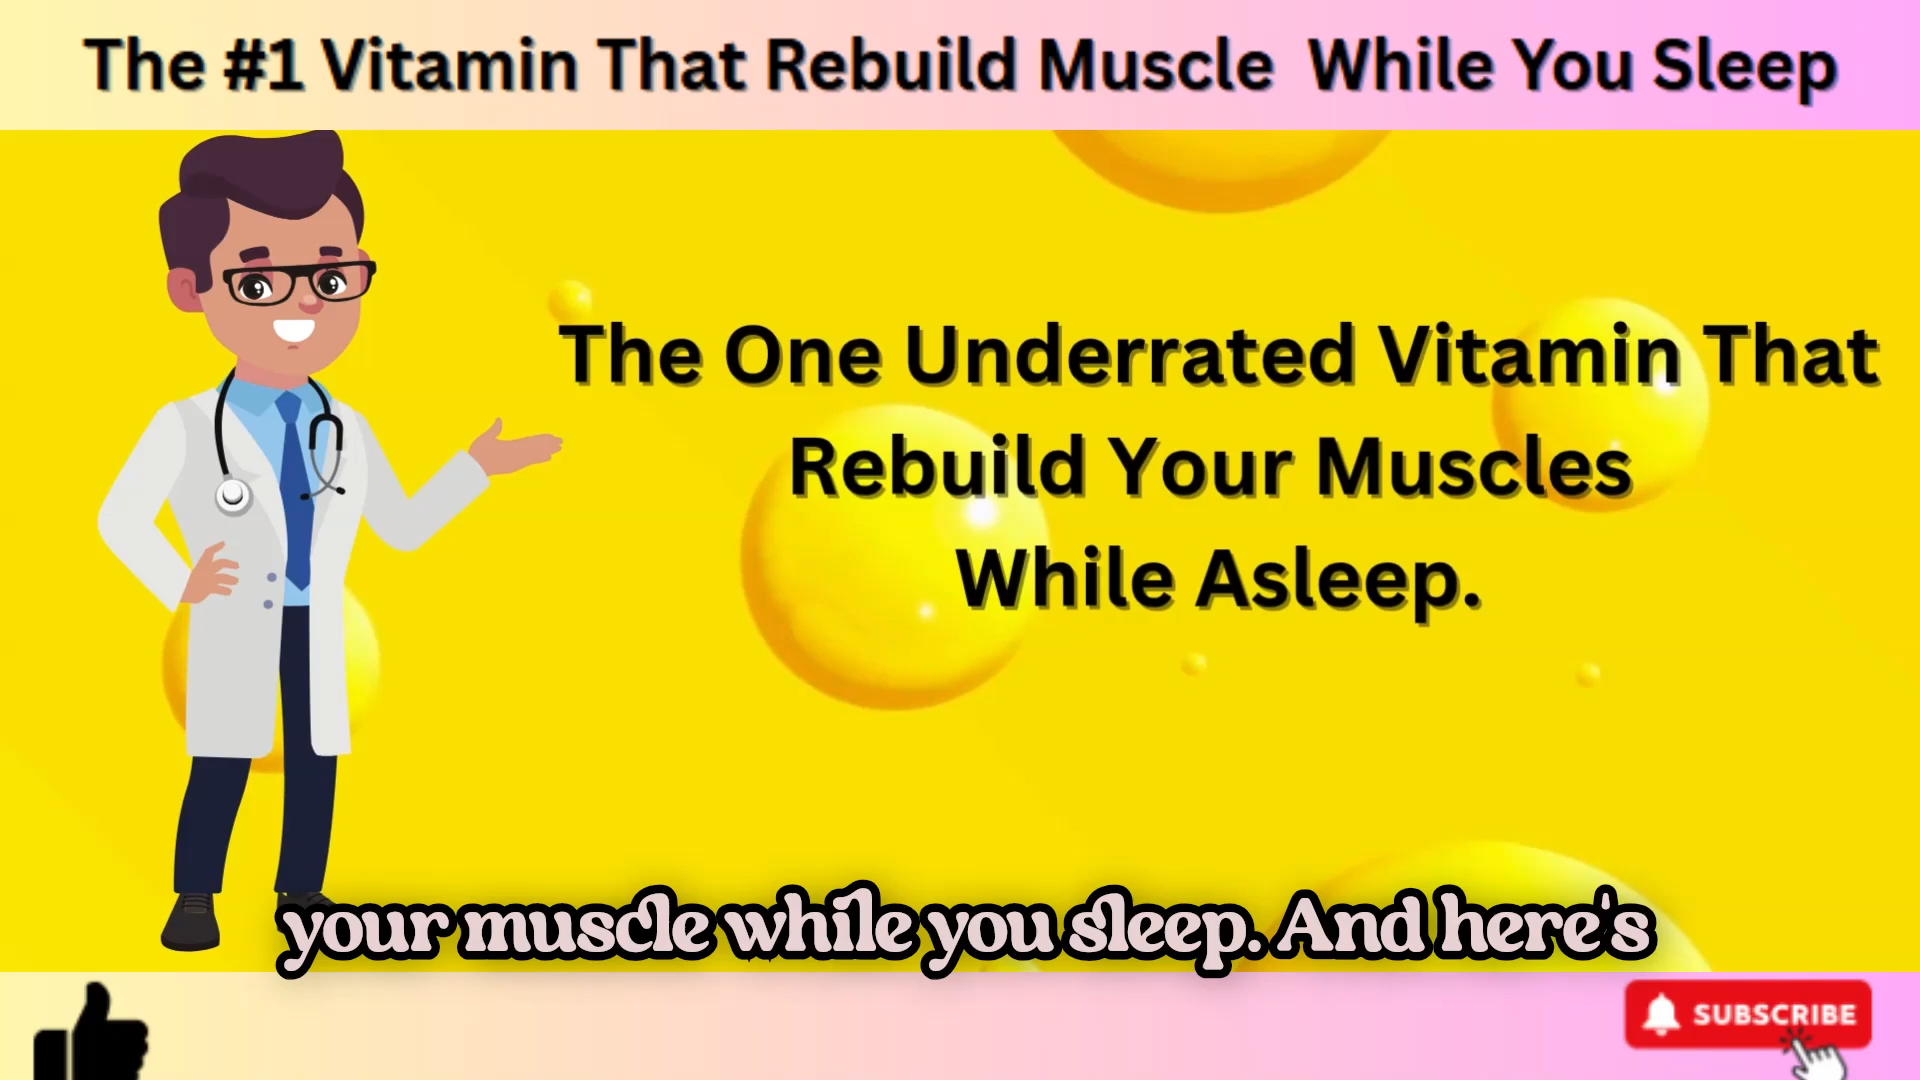 The #1 Vitamin That Rebuild Muscle While You Sleep
The One Underrated Vitamin That
Rebuild Your Muscles
While Asleep.
your muscle while you sleep. And here's
SUBSCRIBE